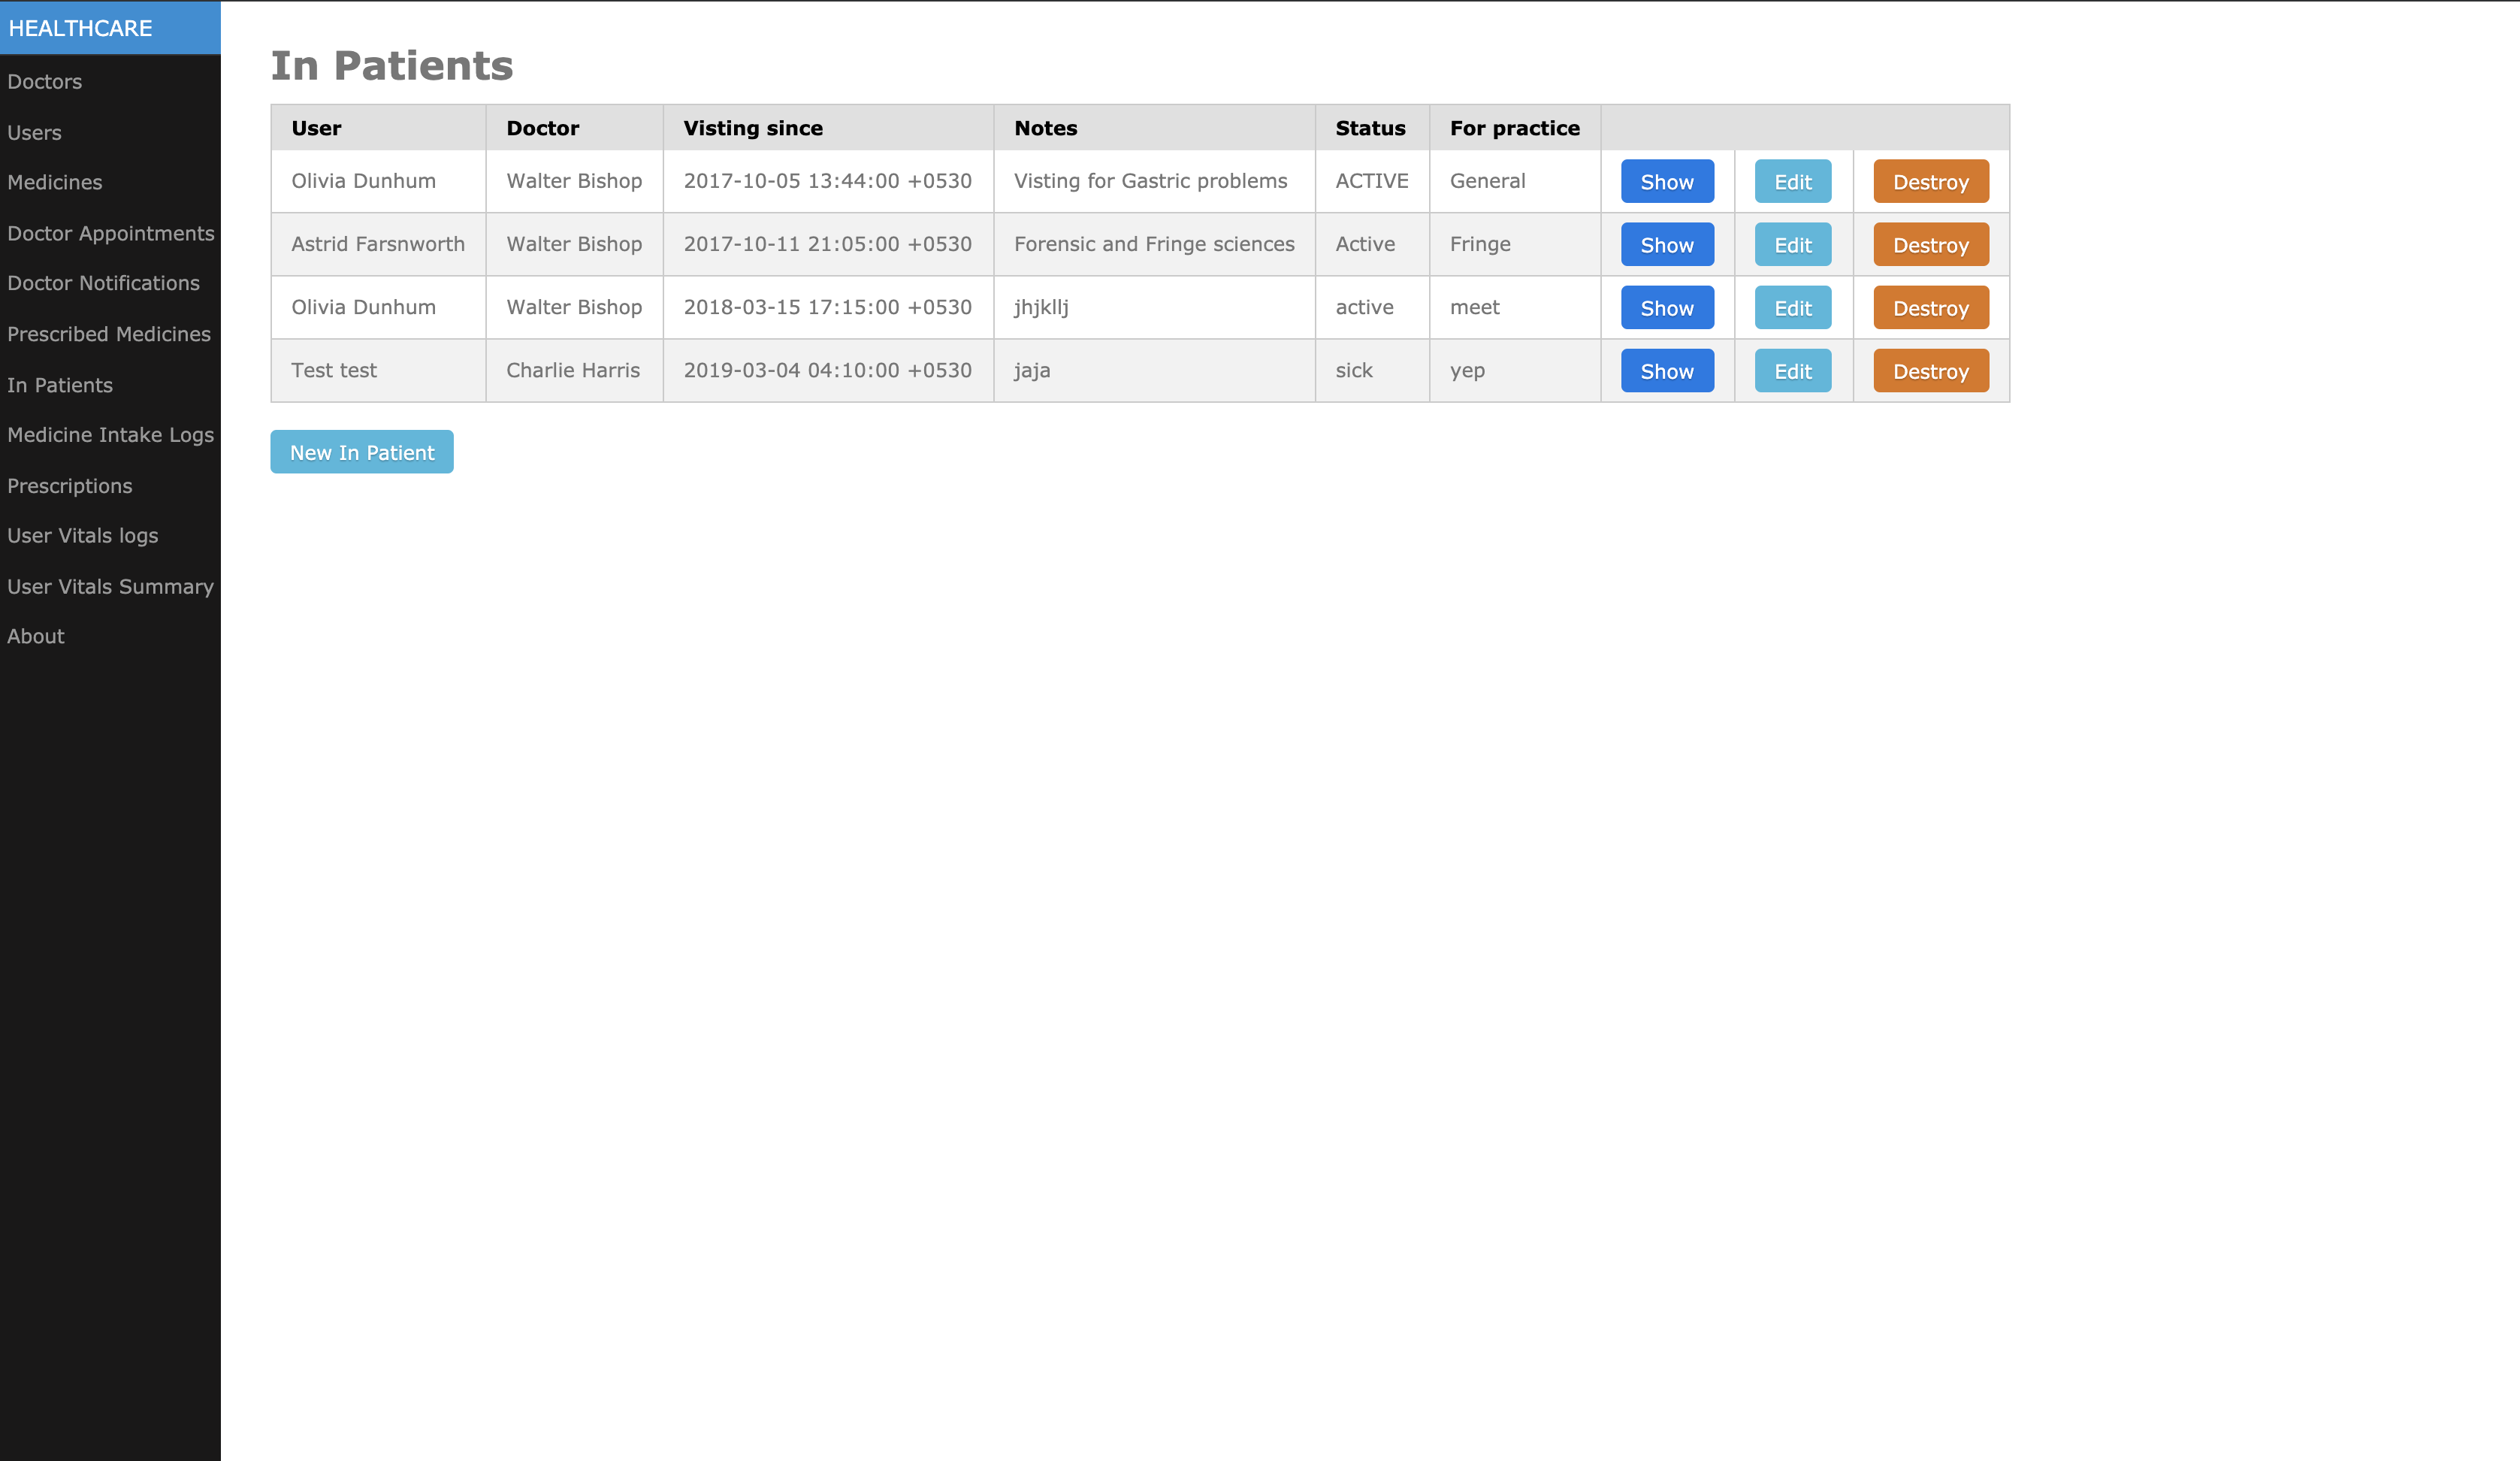 HEALTHCARE
Doctors
Users
Medicines
Doctor Appointments
Doctor Notifications
Prescribed Medicines
In Patients
Medicine Intake Logs
Prescriptions
User Vitals logs
User Vitals Summary
About
In Patients
User Doctor Visting since Notes Status For practice
Olivia Dunhum Walter Bishop 2017-10-05 13:44:00 +0530 Visting for Gastric problems ACTIVE General Show Edit Destroy
Astrid Farsnworth Walter Bishop 2017-10-11 21:05:00 +0530 Forensic and Fringe sciences Active Fringe Show Edit Destroy
Olivia Dunhum Walter Bishop 2018-03-15 17:15:00 +0530 jhjkllj active meet Show Edit Destroy
Test test Charlie Harris 2019-03-04 04:10:00 +0530 jaja sick yep Show Edit Destroy
New In Patient